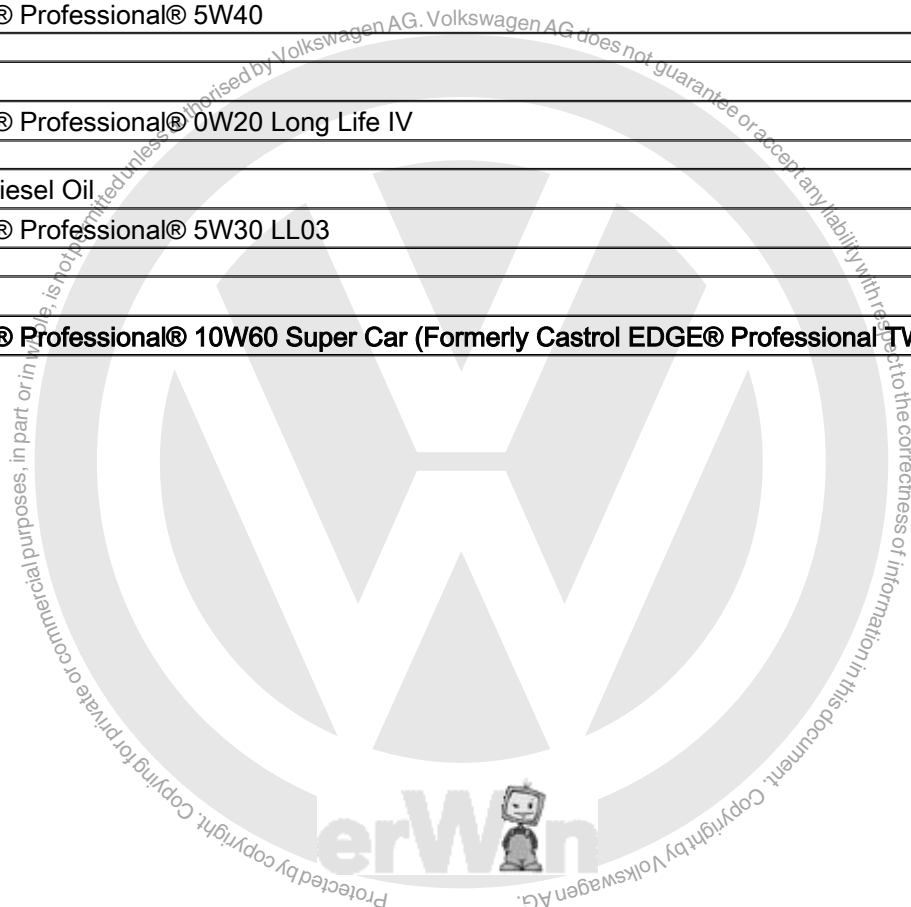 ® Professional® 5W40
® Professional® 0W20 Long Life IV
iesel Oil
® Professional® 5W30 LL03
® Professional® 10W60 Super Car (Formerly Castrol EDGE® Professional TW
Protected by copyright. Copying for private or commercial purposes, in part or in whole, is not permitted unless authorised by Volkswagen AG. Volkswagen AG does not guarantee or accept any liability with respect to the correctness of information in this document. Copyright by Volkswagen AG.
erWin